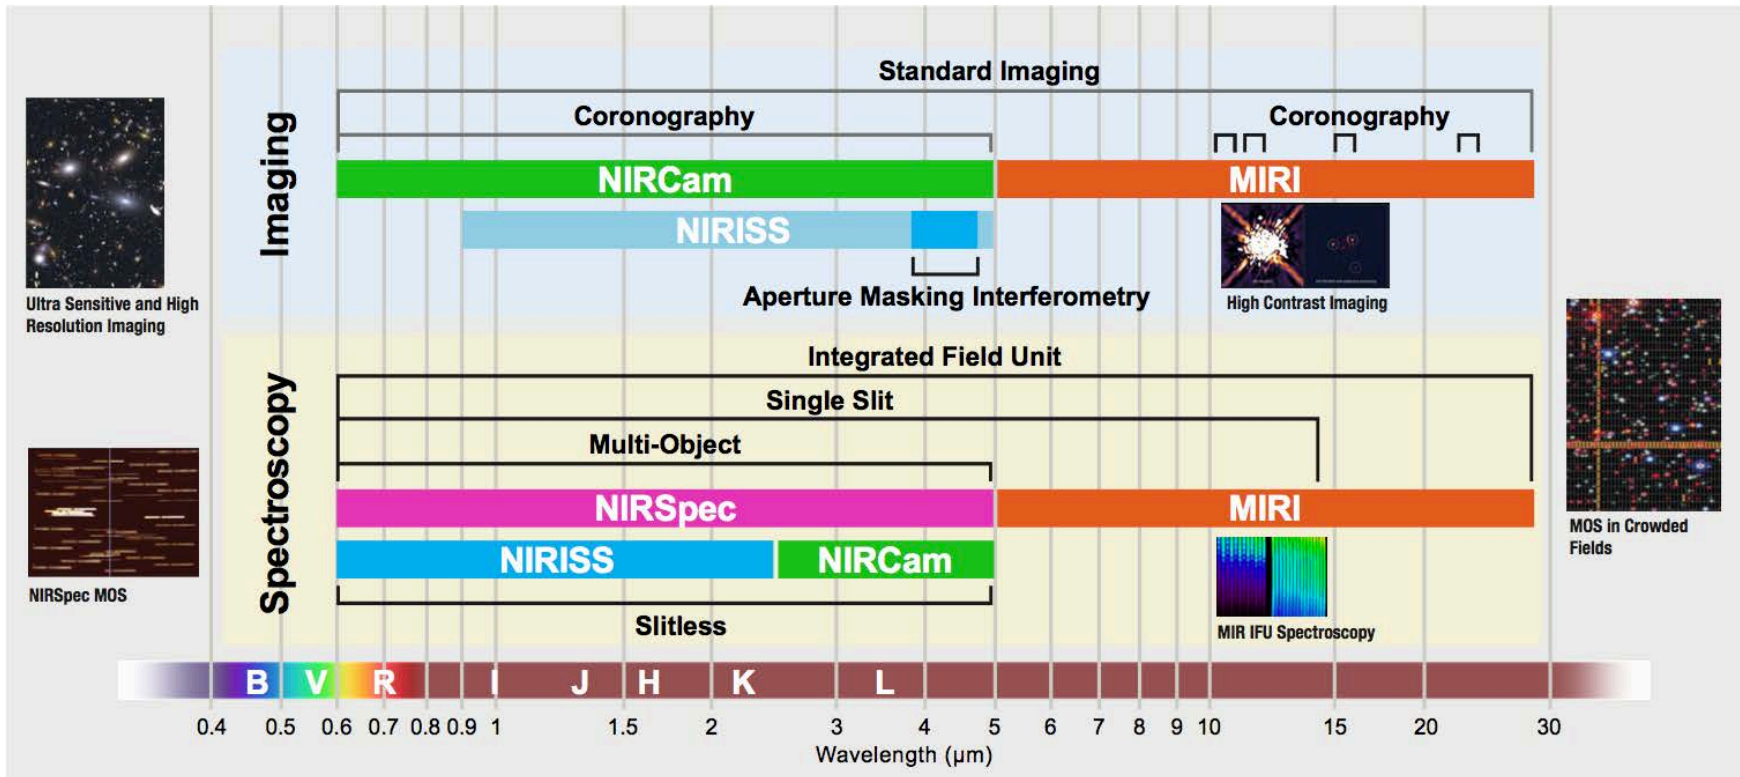 Standard Imaging
Coronography
Coronography
Imaging
NIRCam
MIRI
NIRISS
Aperture Masking Interferometry
High Contrast Imaging
Ultra Sensitive and High
Resolution Imaging
Integrated Field Unit
Single Slit
Multi-Object
Spectroscopy
NIRSpec
MIRI
NIRISS
NIRCam
Slitless
MIR IFU Spectroscopy
NIRSpec MOS
MOS in Crowded
Fields
B V R I J H K L
0.4 0.5 0.6 0.7 0.8 0.9 1 1.5 2 3 4 5 6 7 8 9 10 15 20 30
Wavelength (µm)